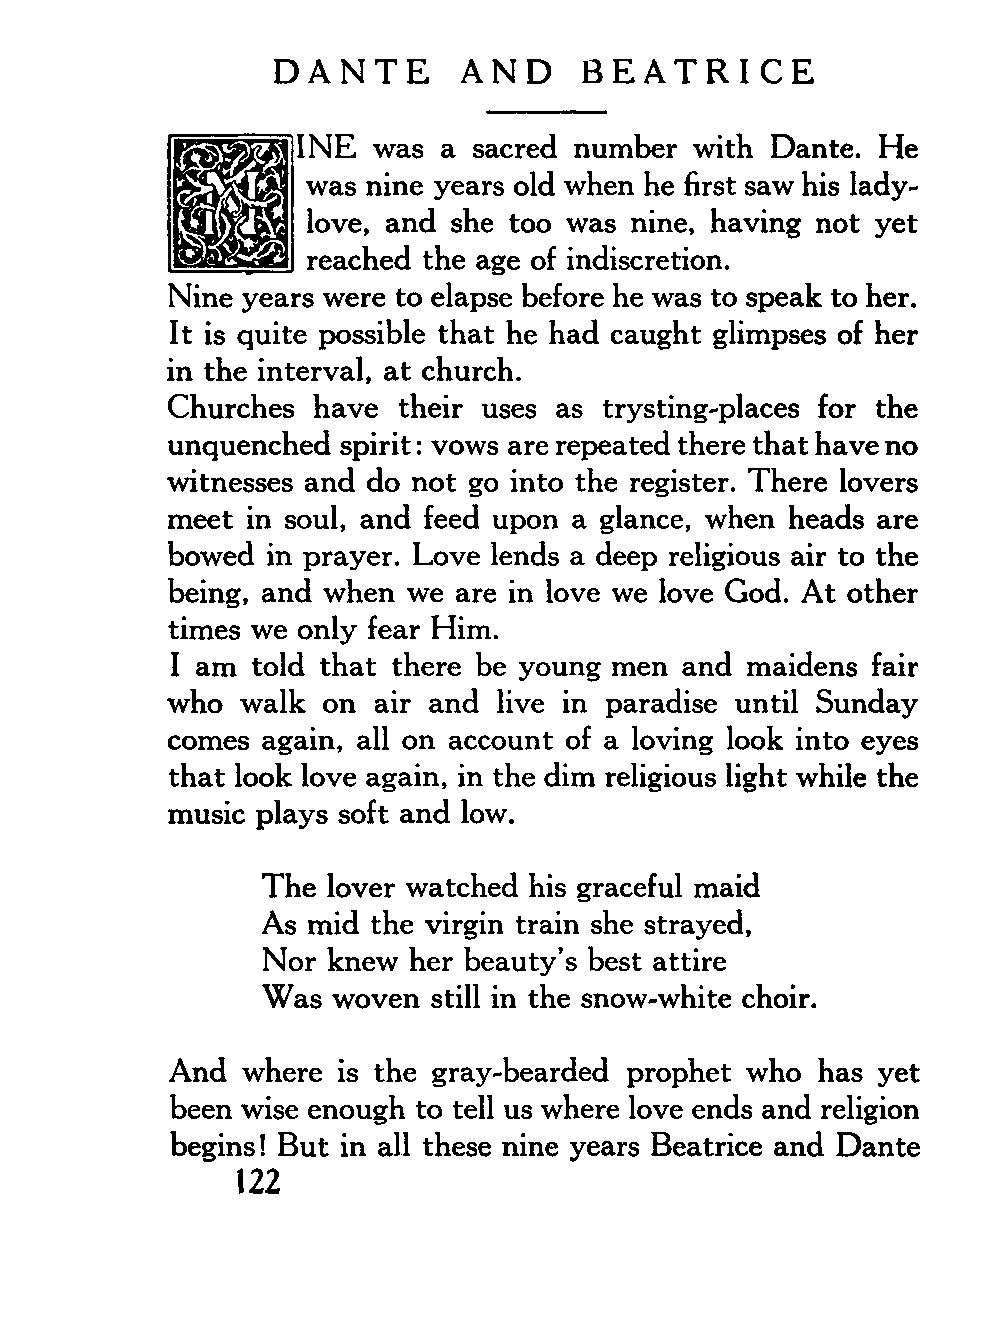 DANTE AND BEATRICE
NINE was a sacred number with Dante. He
was nine years old when he first saw his lady-
love, and she too was nine, having not yet
reached the age of indiscretion.
Nine years were to elapse before he was to speak to her.
It is quite possible that he had caught glimpses of her
in the interval, at church.
Churches have their uses as trysting-places for the
unquenched spirit: vows are repeated there that have no
witnesses and do not go into the register. There lovers
meet in soul, and feed upon a glance, when heads are
bowed in prayer. Love lends a deep religious air to the
being, and when we are in love we love God. At other
times we only fear Him.
I am told that there be young men and maidens fair
who walk on air and live in paradise until Sunday
comes again, all on account of a loving look into eyes
that look love again, in the dim religious light while the
music plays soft and low.
The lover watched his graceful maid
As mid the virgin train she strayed,
Nor knew her beauty's best attire
Was woven still in the snow-white choir.
And where is the gray-bearded prophet who has yet
been wise enough to tell us where love ends and religion
begins! But in all these nine years Beatrice and Dante
122